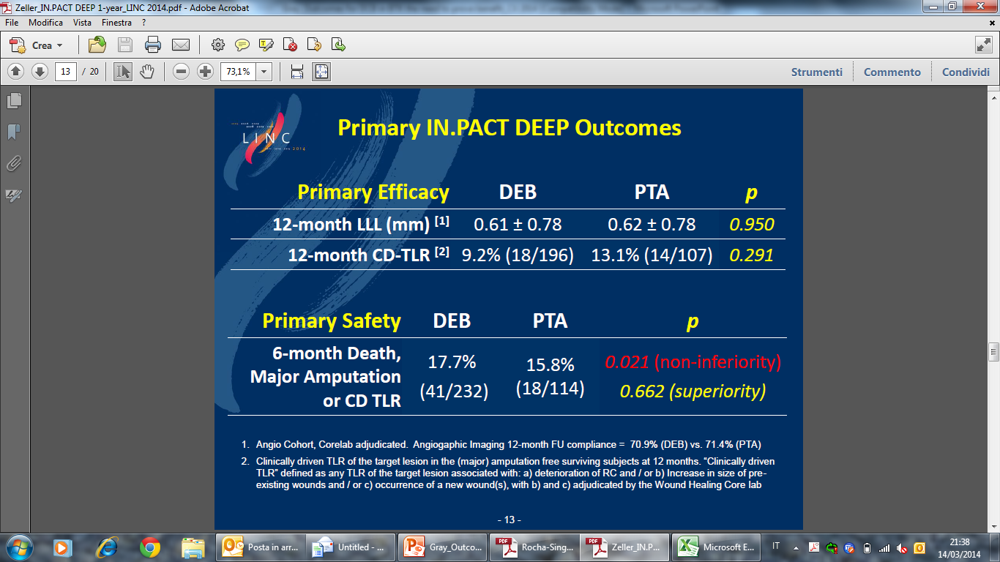 Zeller_IN.PACT DEEP 1-year_LINC 2014.pdf - Adobe Acrobat
File Modifica Vista Finestra ?
Crea
13 / 20 73,1% Strumenti Commento Condividi
LINC
2014
Primary IN.PACT DEEP Outcomes
Primary Efficacy DEB PTA p
12-month LLL (mm) [1] 0.61 ± 0.78 0.62 ± 0.78 0.950
12-month CD-TLR [2] 9.2% (18/196) 13.1% (14/107) 0.291
Primary Safety DEB PTA p
6-month Death,
Major Amputation
or CD TLR
17.7%
(41/232)
15.8%
(18/114)
0.021 (non-inferiority)
0.662 (superiority)
1. Angio Cohort, Corelab adjudicated. Angiogaphic Imaging 12-month FU compliance = 70.9% (DEB) vs. 71.4% (PTA)
2. Clinically driven TLR of the target lesion in the (major) amputation free surviving subjects at 12 months. “Clinically driven
TLR” defined as any TLR of the target lesion associated with: a) deterioration of RC and / or b) Increase in size of pre-
existing wounds and / or c) occurrence of a new wound(s), with b) and c) adjudicated by the Wound Healing Core lab
- 13 -
Posta in arr... Untitled - ... Gray_Outco... Rocha-Sing... Zeller_IN.P... Microsoft E... IT 21:38
14/03/2014